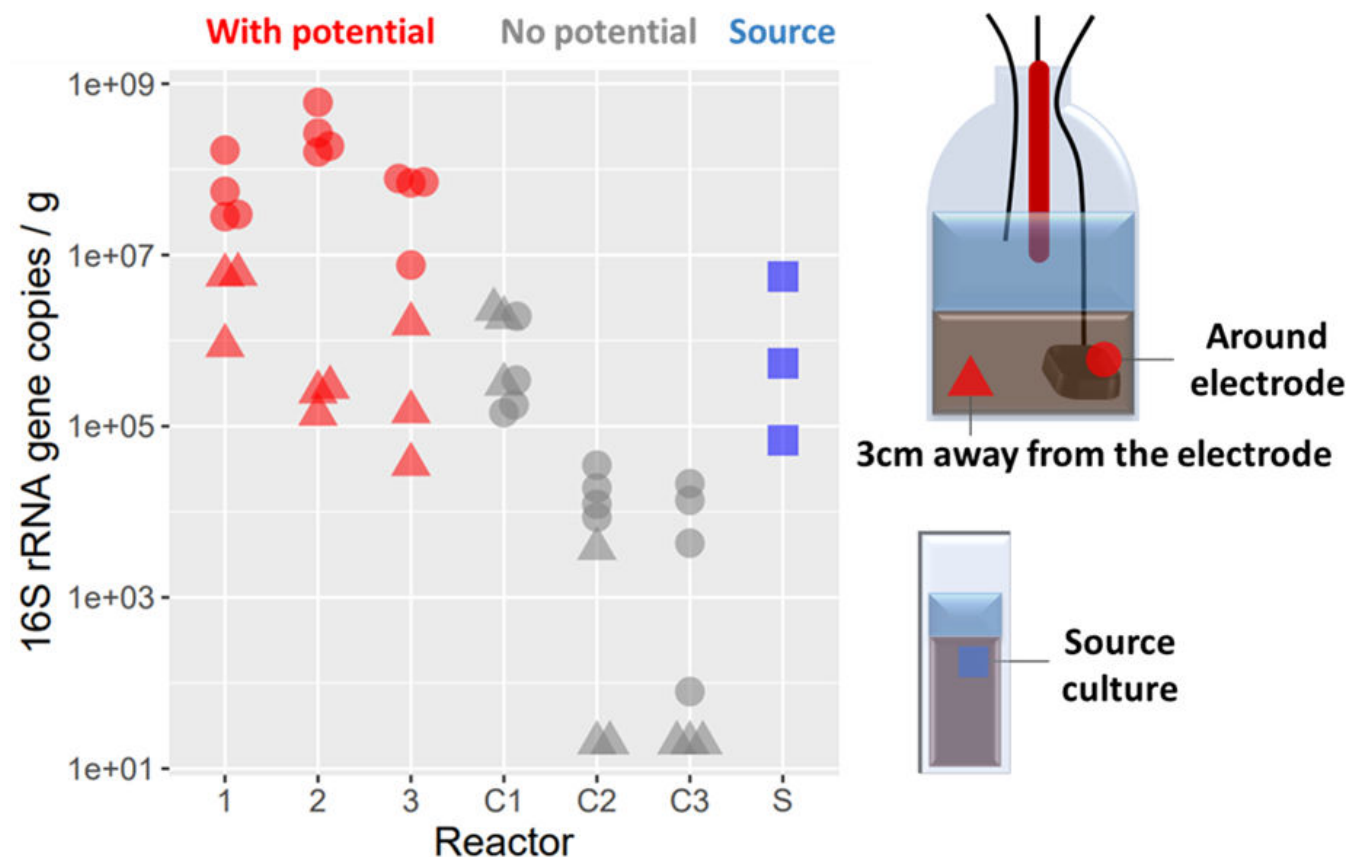 With potential No potential Source
1e+09
1e+07
1e+05
1e+03
1e+01
16S rRNA gene copies / g
1 2 3 C1 C2 C3 S
Reactor
Around
electrode
3cm away from the electrode
Source
culture